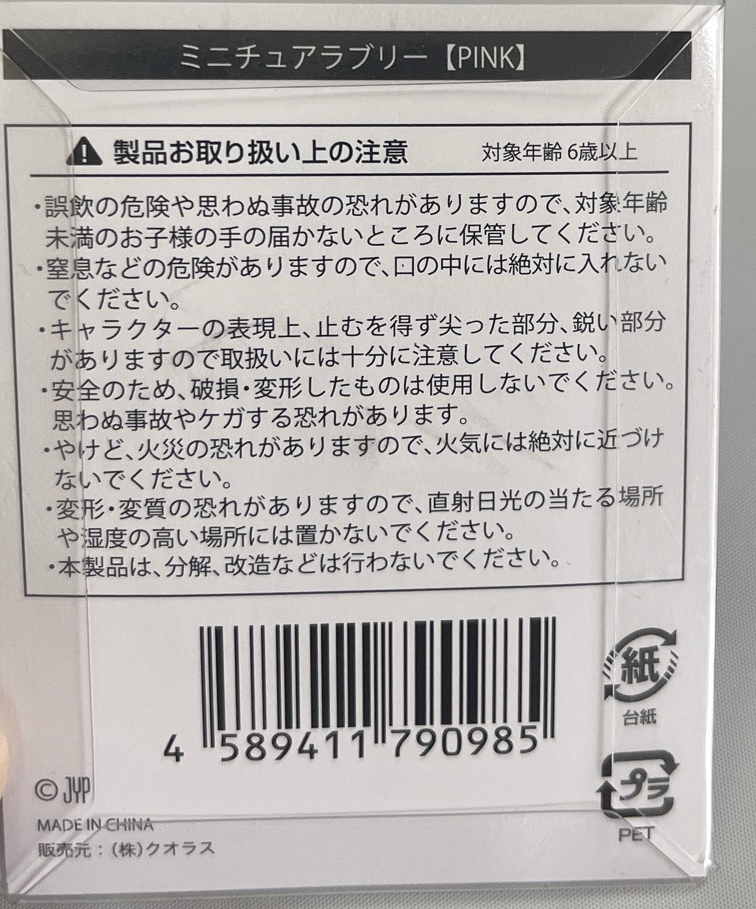 ミニチュアラブリー【PINK】
製品お取り扱い上の注意 対象年齢 6歳以上
・誤飲の危険や思わぬ事故の恐れがありますので、対象年齢
未満のお子様の手の届かないところに保管してください。
・窒息などの危険がありますので、口の中には絶対に入れない
でください。
・キャラクターの表現上、止むを得ず尖った部分、鋭い部分
がありますので取扱いには十分に注意してください。
・安全のため、破損・変形したものは使用しないでください。
思わぬ事故やケガする恐れがあります。
・やけど、火災の恐れがありますので、火気には絶対に近づけ
ないでください。
・変形・変質の恐れがありますので、直射日光の当たる場所
や湿度の高い場所には置かないでください。
・本製品は、分解、改造などは行わないでください。
紙
台紙
4 589411 790985
プラ
PET
© JYP
MADE IN CHINA
販売元：(株)クオラス